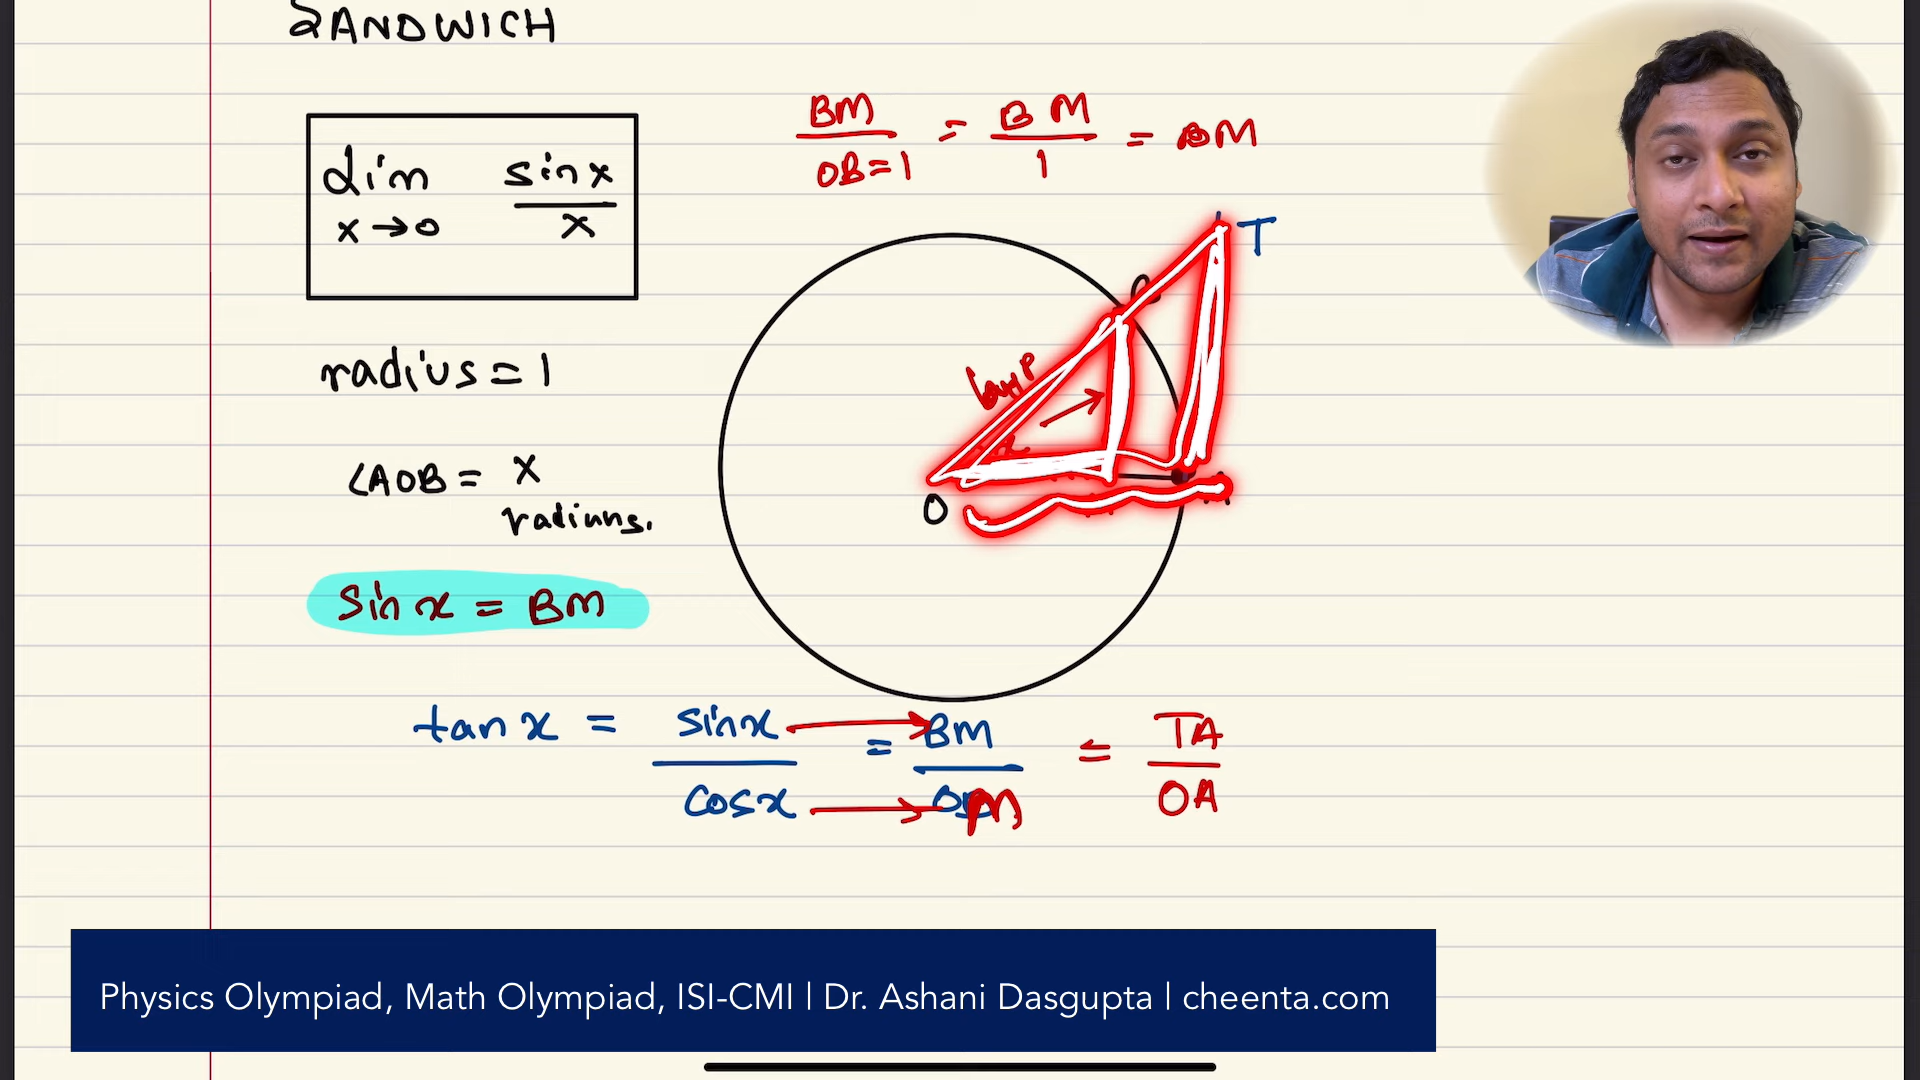 SANDWICH
BM / OB=1 = BM / 1 = BM
lim x→0 sin x / x
T
radius = 1
∠AOB = x
radians.
O
sin x = BM
tan x = sin x / cos x = BM / OM = TA / OA
Physics Olympiad, Math Olympiad, ISI-CMI | Dr. Ashani Dasgupta | cheenta.com